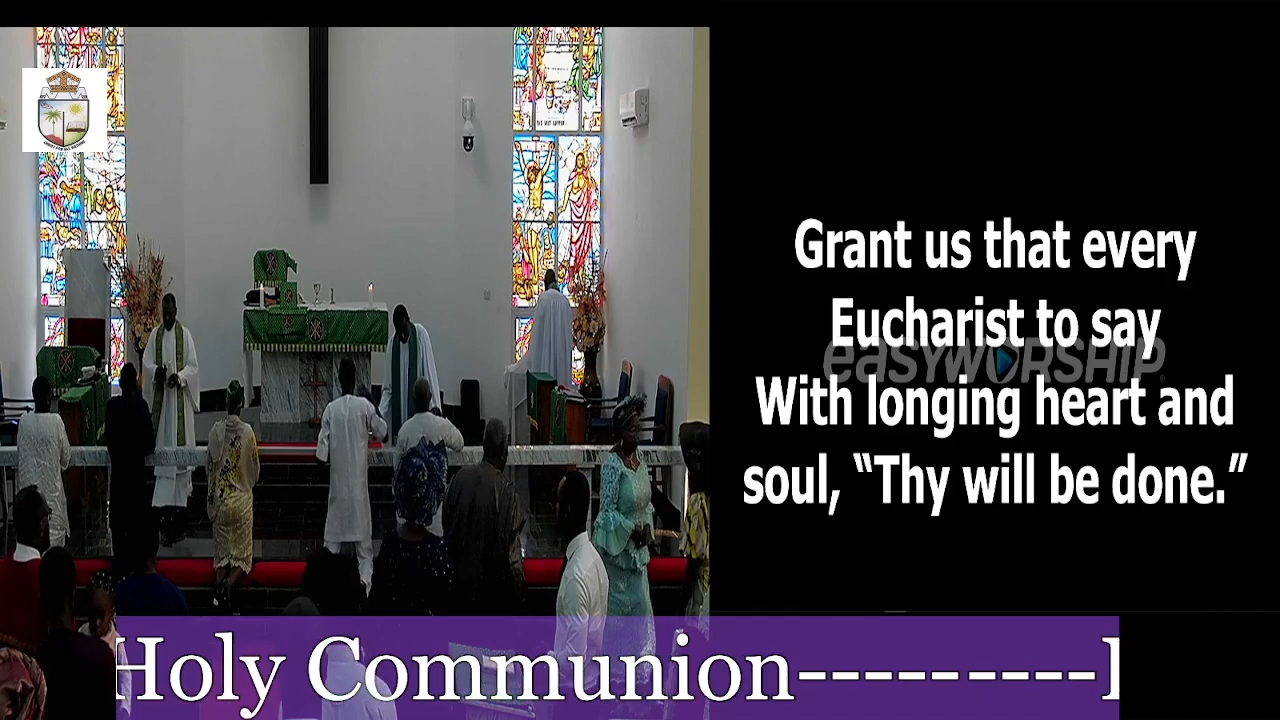 Grant us that every
Eucharist to say
With longing heart and
soul, “Thy will be done.”
easyworship
Holy Communion----------